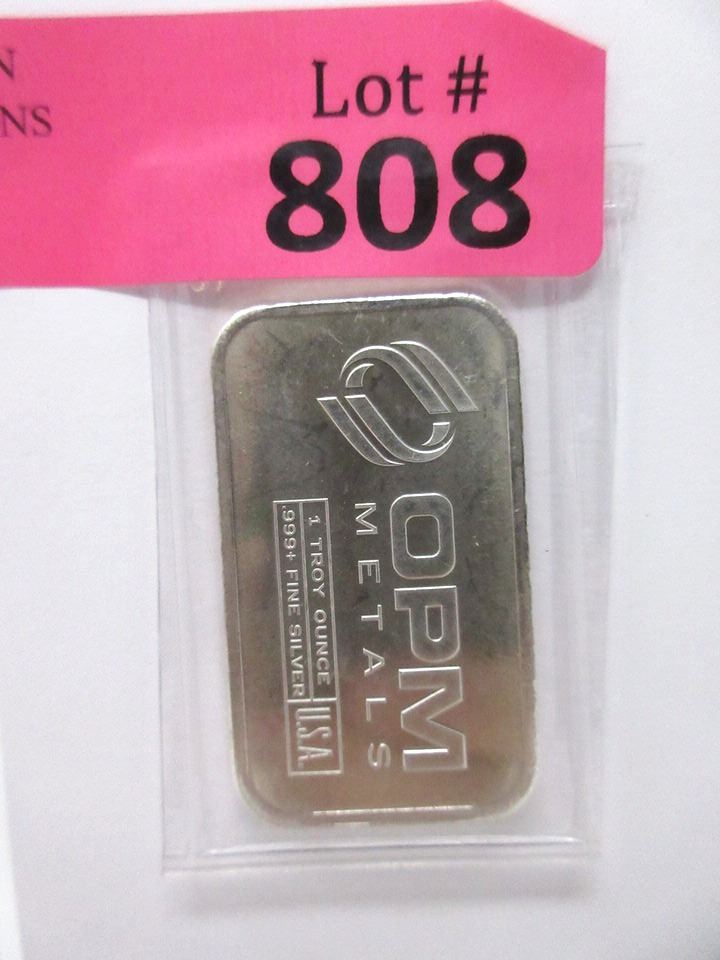 N
NS
Lot #
808
OPM
METALS
1 TROY OUNCE
.999+ FINE SILVER
U.S.A.